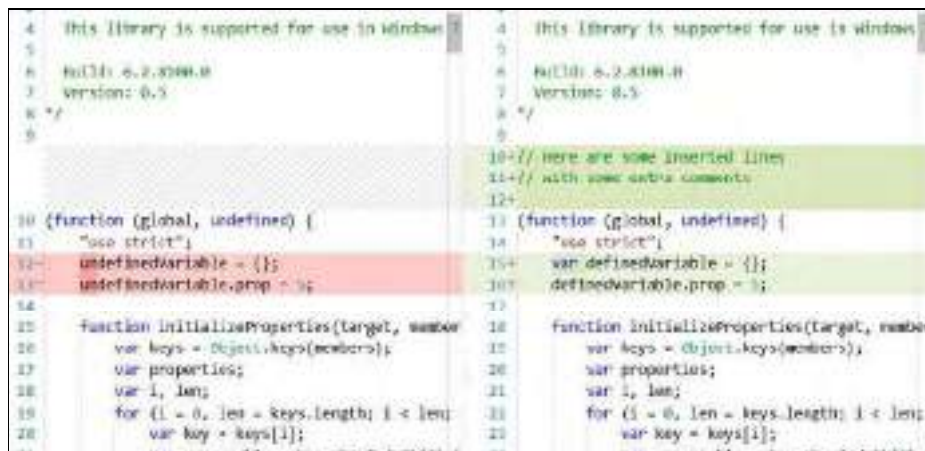 4 This library is supported for use in Windows
5
6 Build: 6.2.8100.0
7 Version: 0.5
8 */
9
10 (function (global, undefined) {
11 "use strict";
12- undefinedVariable = {};
13- undefinedVariable.prop = 5;
14
15 function initializeProperties(target, member
16 var keys = Object.keys(members);
17 var properties;
18 var i, len;
19 for (i = 0, len = keys.length; i < len;
20 var key = keys[i];
4 This library is supported for use in Windows
5
6 Build: 6.2.8100.0
7 Version: 0.5
8 */
9
10+// Here are some inserted lines
11+// with some extra comments
12+
13 (function (global, undefined) {
14 "use strict";
15+ var definedVariable = {};
16+ definedVariable.prop = 5;
17
18 function initializeProperties(target, membe
19 var keys = Object.keys(members);
20 var properties;
21 var i, len;
22 for (i = 0, len = keys.length; i < len;
23 var key = keys[i];